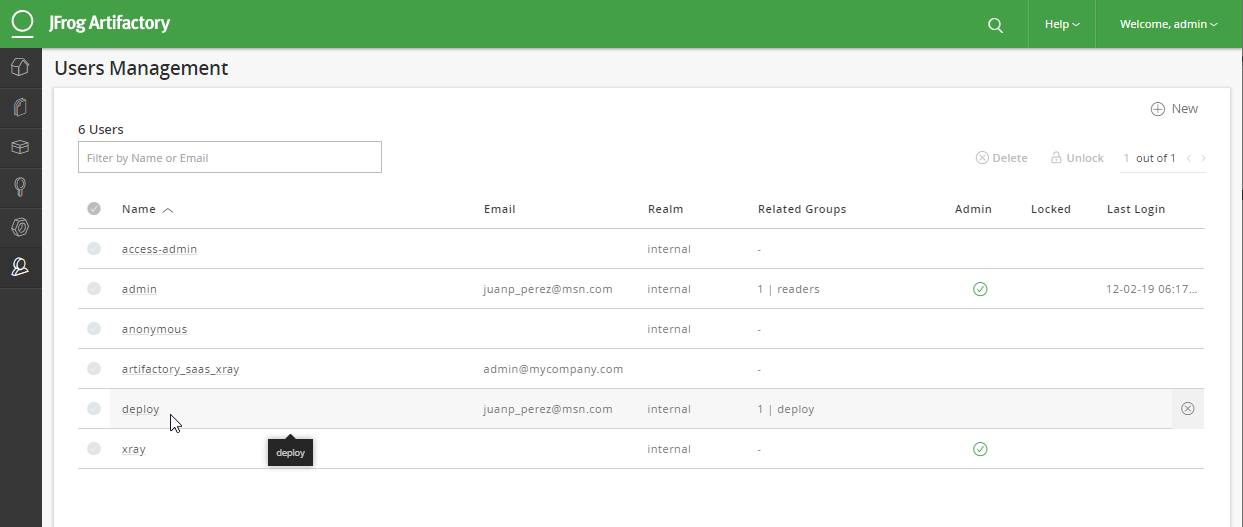 JFrog Artifactory
Help
Welcome, admin
Users Management
New
6 Users
Filter by Name or Email
Delete Unlock 1 out of 1
Name Email Realm Related Groups Admin Locked Last Login
access-admin internal -
admin juanp_perez@msn.com internal 1 | readers 12-02-19 06:17...
anonymous internal -
artifactory_saas_xray admin@mycompany.com -
deploy juanp_perez@msn.com internal 1 | deploy
xray internal -
deploy